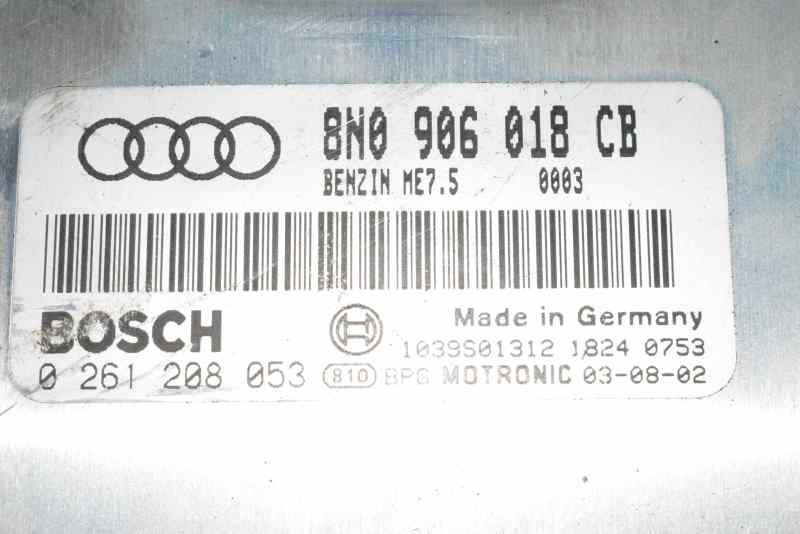 8N0 906 018 CB
BENZIN ME7.5 0003
BOSCH
Made in Germany
1039S01312 1824 0753
0 261 208 053 810 BPG MOTRONIC 03-08-02